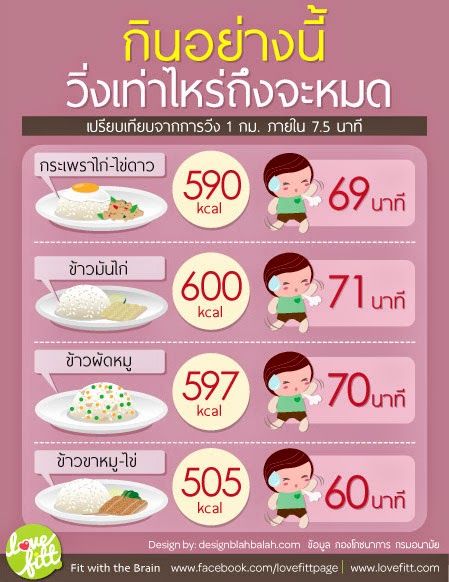 กินอย่างนี้
วิ่งเท่าไหร่ถึงจะหมด
เปรียบเทียบจากการวิ่ง 1 กม. ภายใน 7.5 นาที
กระเพราไก่-ไข่ดาว
590
kcal
69 นาที
ข้าวมันไก่
600
kcal
71 นาที
ข้าวผัดหมู
597
kcal
70 นาที
ข้าวขาหมู-ไข่
505
kcal
60 นาที
Design by: designblahbalah.com ข้อมูล กองโภชนาการ กรมอนามัย
love
fitt
Fit with the Brain | www.facebook.com/lovefittpage | www.lovefitt.com